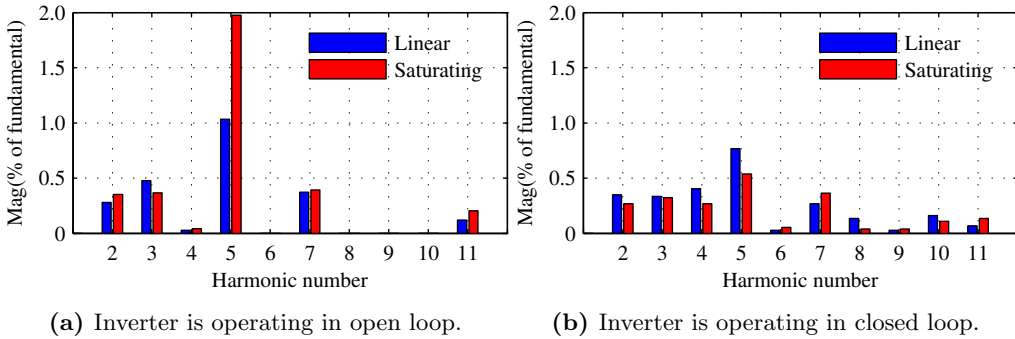 2.0
1.5
1.0
0.5
0
Mag(% of fundamental)
Linear
Saturating
2 3 4 5 6 7 8 9 10 11
Harmonic number
(a) Inverter is operating in open loop.
2.0
1.5
1.0
0.5
0
Mag(% of fundamental)
Linear
Saturating
2 3 4 5 6 7 8 9 10 11
Harmonic number
(b) Inverter is operating in closed loop.